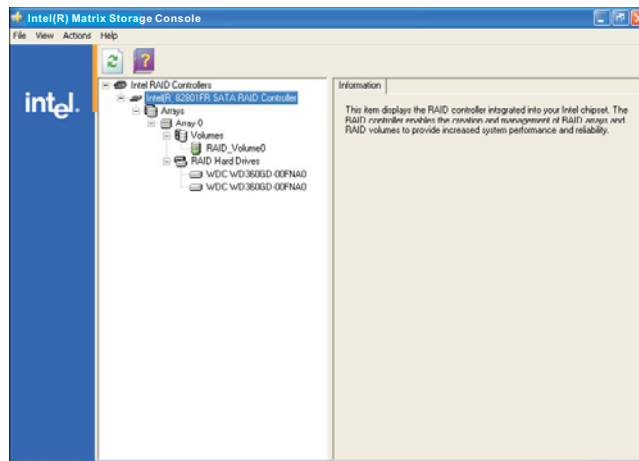 Intel(R) Matrix Storage Console
File View Actions Help
intel.
Intel RAID Controllers
Intel(R 82801FR SATA RAID Controller
Arrays
Array 0
Volumes
RAID_Volume0
RAID Hard Drives
WDC WD360GD-00FNA0
WDC WD360GD-00FNA0
Information
This item displays the RAID controller integrated into your Intel chipset. The
RAID controller enables the creation and management of RAID arrays and
RAID volumes to provide increased system performance and reliability.